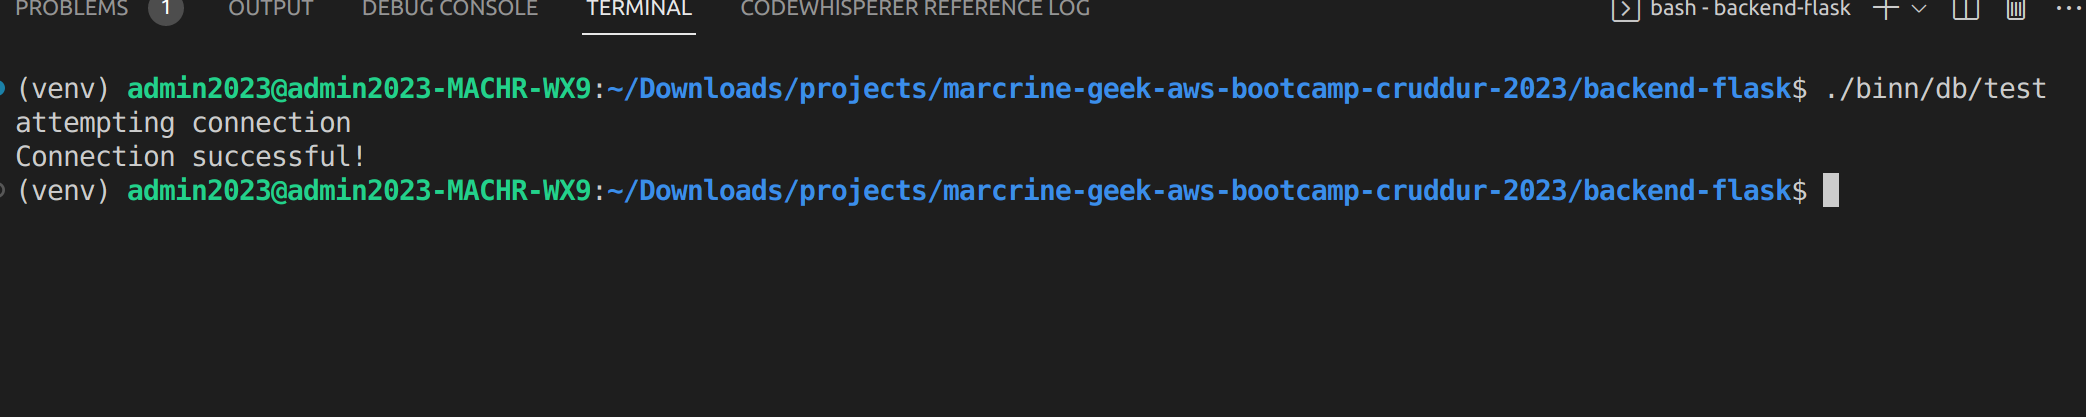 PROBLEMS 1 OUTPUT DEBUG CONSOLE TERMINAL CODEWHISPERER REFERENCE LOG bash - backend-flask
(venv) admin2023@admin2023-MACHR-WX9:~/Downloads/projects/marcrine-geek-aws-bootcamp-cruddur-2023/backend-flask$ ./binn/db/test
attempting connection
Connection successful!
(venv) admin2023@admin2023-MACHR-WX9:~/Downloads/projects/marcrine-geek-aws-bootcamp-cruddur-2023/backend-flask$